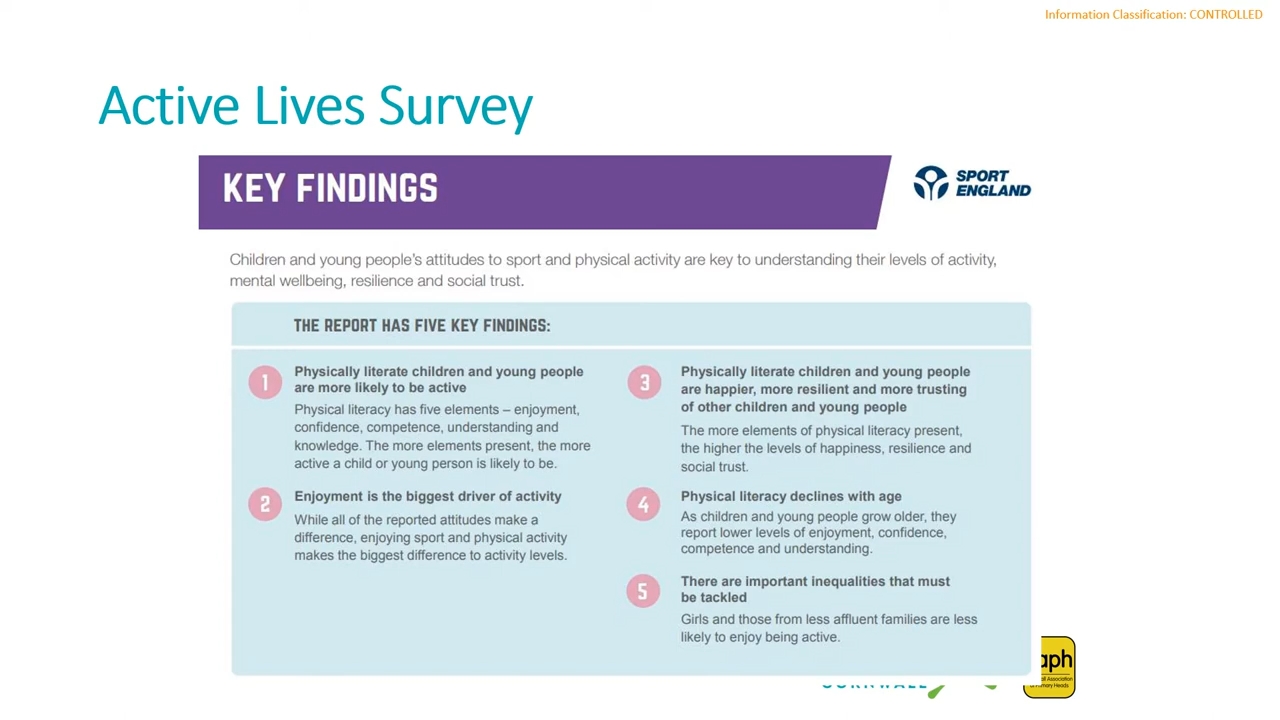 Information Classification: CONTROLLED
Active Lives Survey
KEY FINDINGS
SPORT
ENGLAND
Children and young people's attitudes to sport and physical activity are key to understanding their levels of activity,
mental wellbeing, resilience and social trust.
THE REPORT HAS FIVE KEY FINDINGS:
1
Physically literate children and young people
are more likely to be active
Physical literacy has five elements – enjoyment,
confidence, competence, understanding and
knowledge. The more elements present, the more
active a child or young person is likely to be.
2
Enjoyment is the biggest driver of activity
While all of the reported attitudes make a
difference, enjoying sport and physical activity
makes the biggest difference to activity levels.
3
Physically literate children and young people
are happier, more resilient and more trusting
of other children and young people
The more elements of physical literacy present,
the higher the levels of happiness, resilience and
social trust.
4
Physical literacy declines with age
As children and young people grow older, they
report lower levels of enjoyment, confidence,
competence and understanding.
5
There are important inequalities that must
be tackled
Girls and those from less affluent families are less
likely to enjoy being active.
CORNWALL
aph
Association